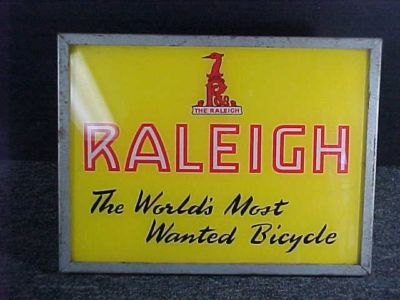 THE RALEIGH
RALEIGH
The World's Most
Wanted Bicycle